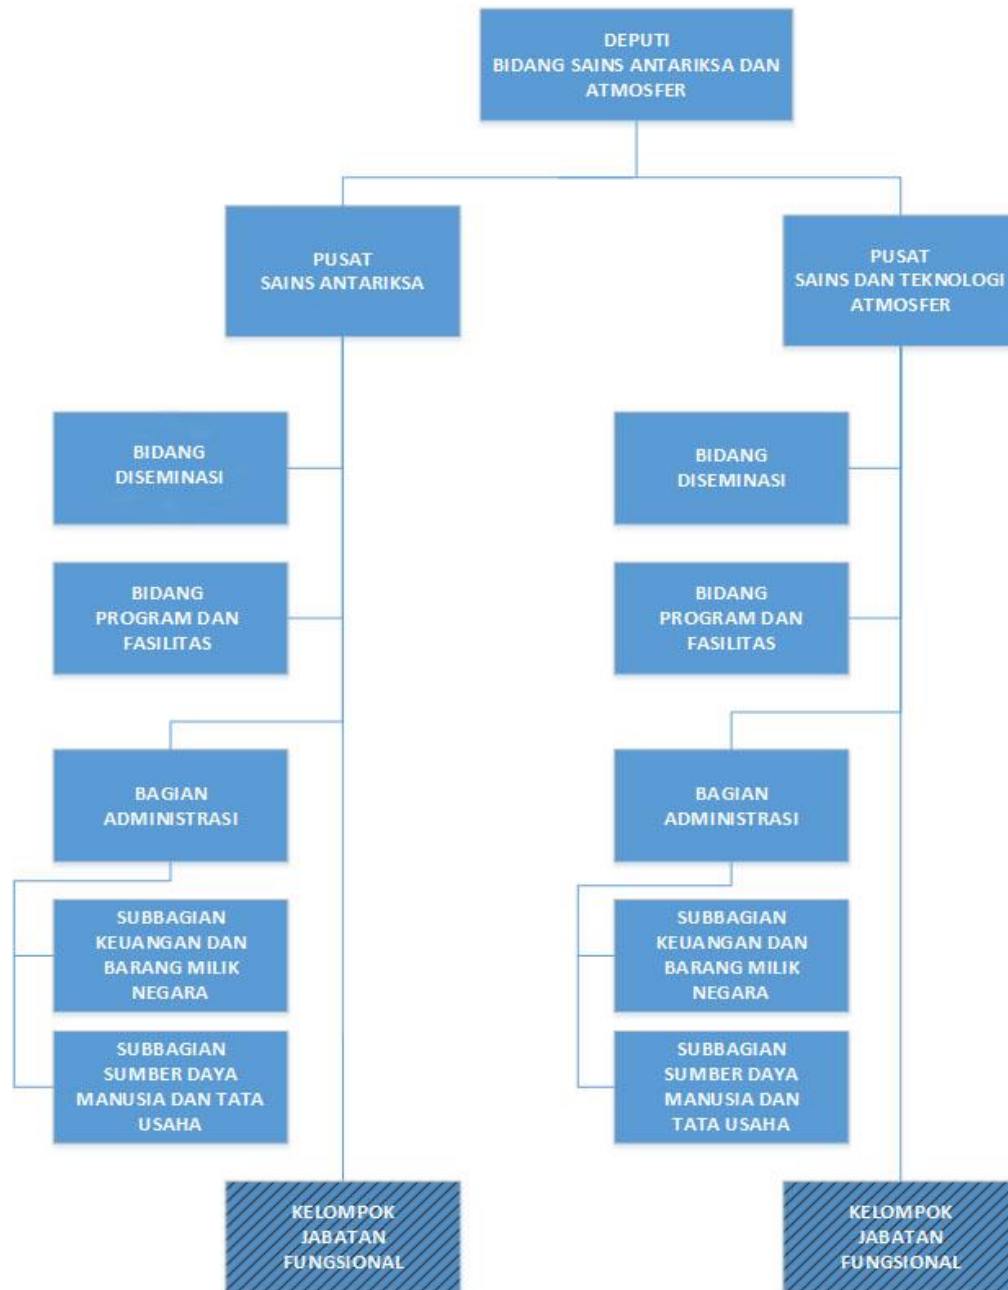 DEPUTI
BIDANG SAINS ANTARIKSA DAN
ATMOSFER
PUSAT
SAINS ANTARIKSA
PUSAT
SAINS DAN TEKNOLOGI
ATMOSFER
BIDANG
DISEMINASI
BIDANG
DISEMINASI
BIDANG
PROGRAM DAN
FASILITAS
BIDANG
PROGRAM DAN
FASILITAS
BAGIAN
ADMINISTRASI
BAGIAN
ADMINISTRASI
SUBBAGIAN
KEUANGAN DAN
BARANG MILIK
NEGARA
SUBBAGIAN
KEUANGAN DAN
BARANG MILIK
NEGARA
SUBBAGIAN
SUMBER DAYA
MANUSIA DAN TATA
USAHA
SUBBAGIAN
SUMBER DAYA
MANUSIA DAN
TATA USAHA
KELOMPOK
JABATAN
FUNGSIONAL
KELOMPOK
JABATAN
FUNGSIONAL